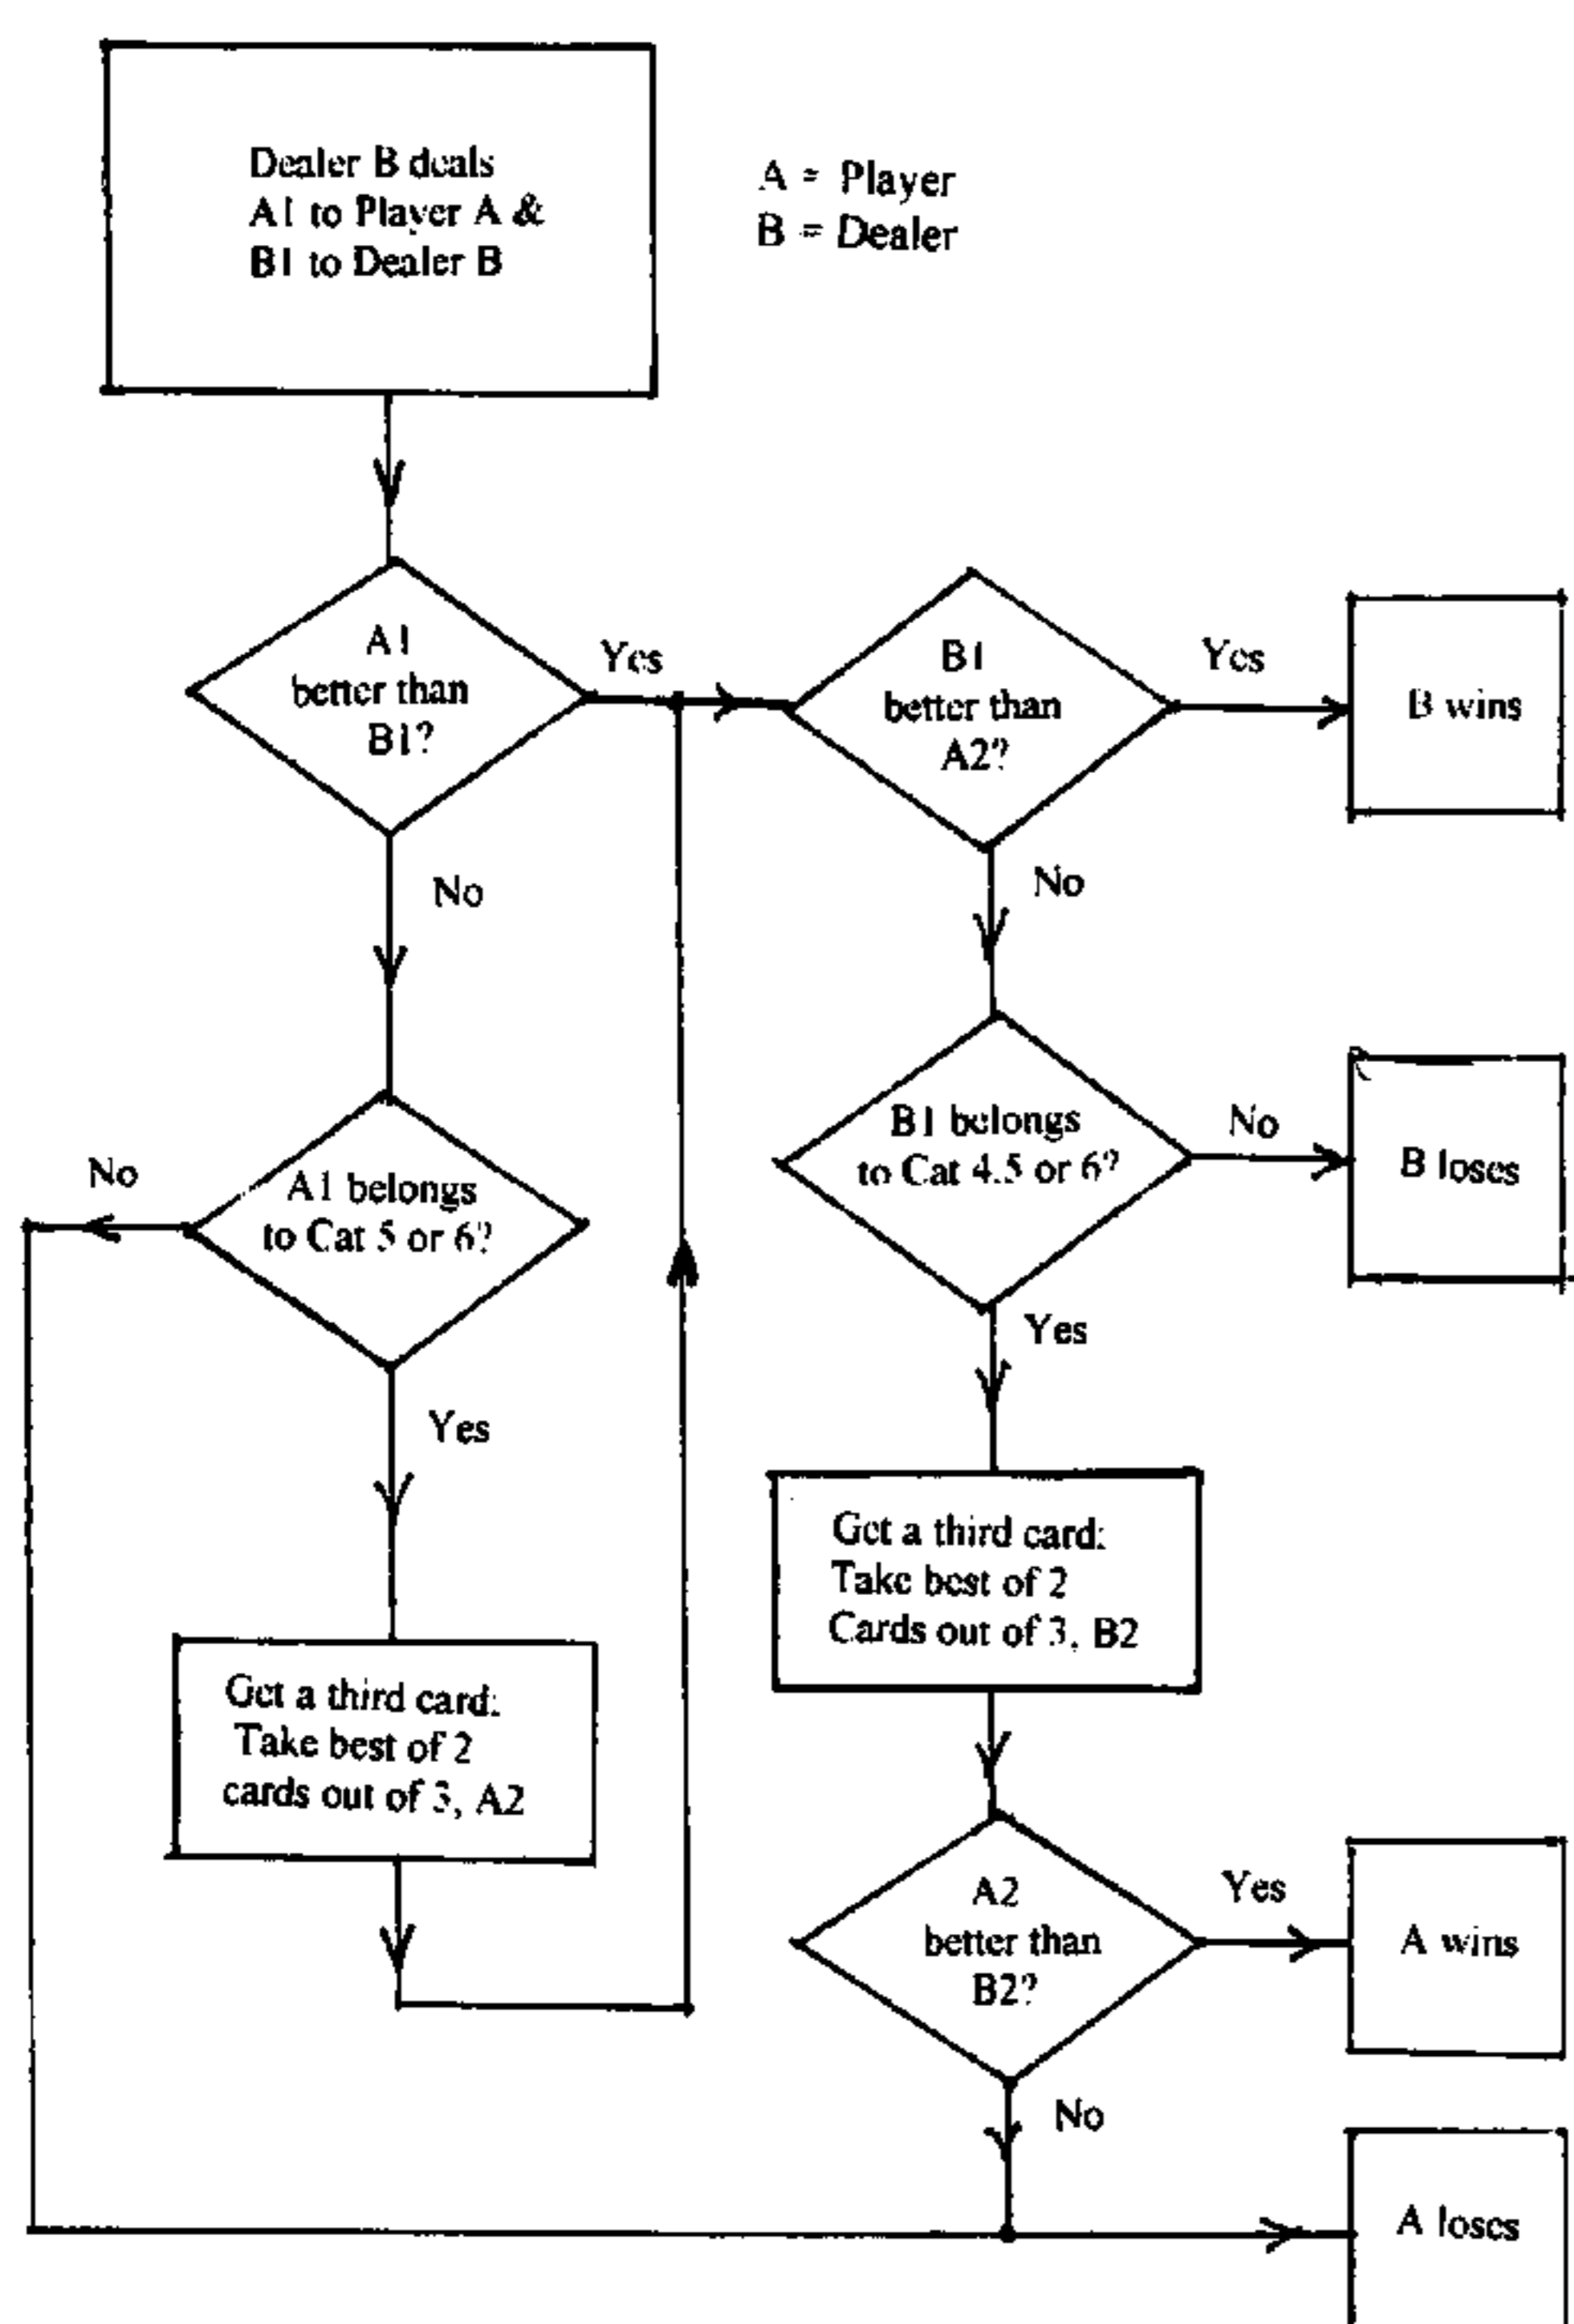 Dealer B deals
A1 to Player A &
B1 to Dealer B
A = Player
B = Dealer
A1
better than
B1?
Yes
B1
better than
A2?
Yes
B wins
No
No
A1 belongs
to Cat 5 or 6?
No
B1 belongs
to Cat 4.5 or 6?
No
B loses
Yes
Yes
Get a third card:
Take best of 2
cards out of 3, A2
Get a third card:
Take best of 2
Cards out of 3, B2
A2
better than
B2?
Yes
A wins
No
A loses